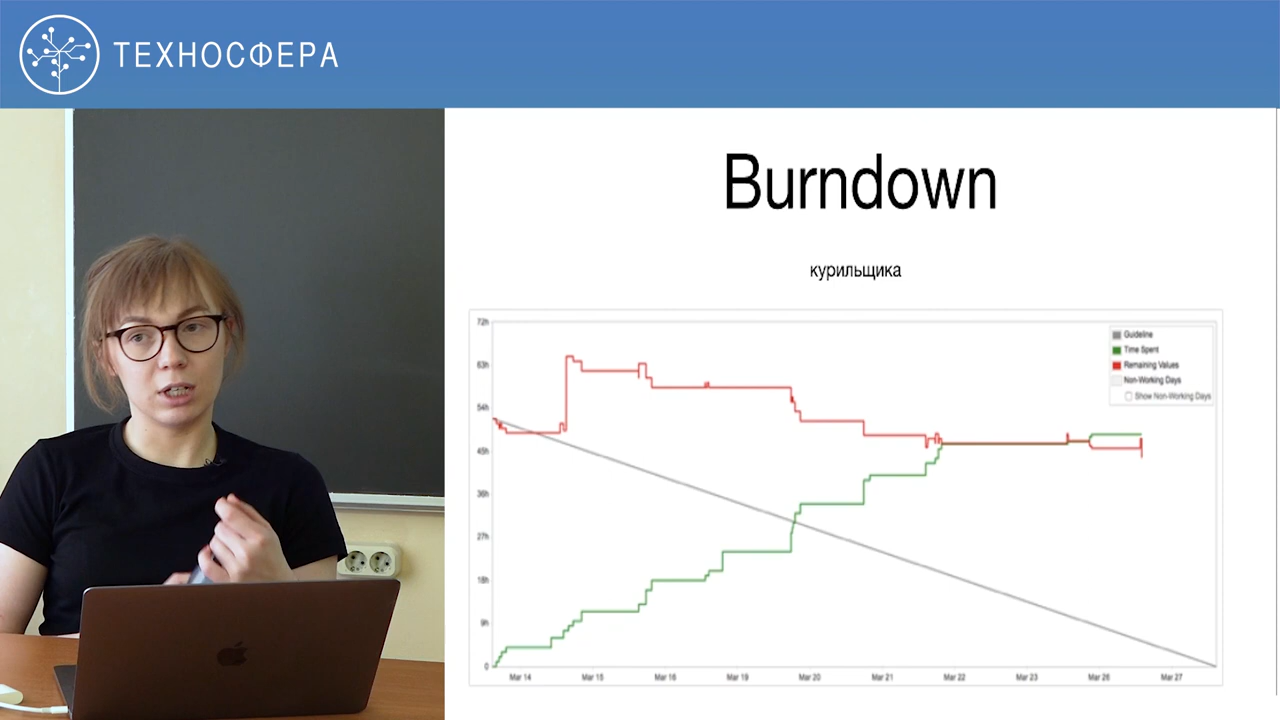 ТЕХНОСФЕРА
Burndown
курильщика
72h
63h
54h
45h
36h
27h
18h
9h
0
Guideline
Time Spent
Remaining Values
Non-Working Days
Show Non-Working Days
Mar 14
Mar 15
Mar 16
Mar 19
Mar 20
Mar 21
Mar 22
Mar 23
Mar 26
Mar 27